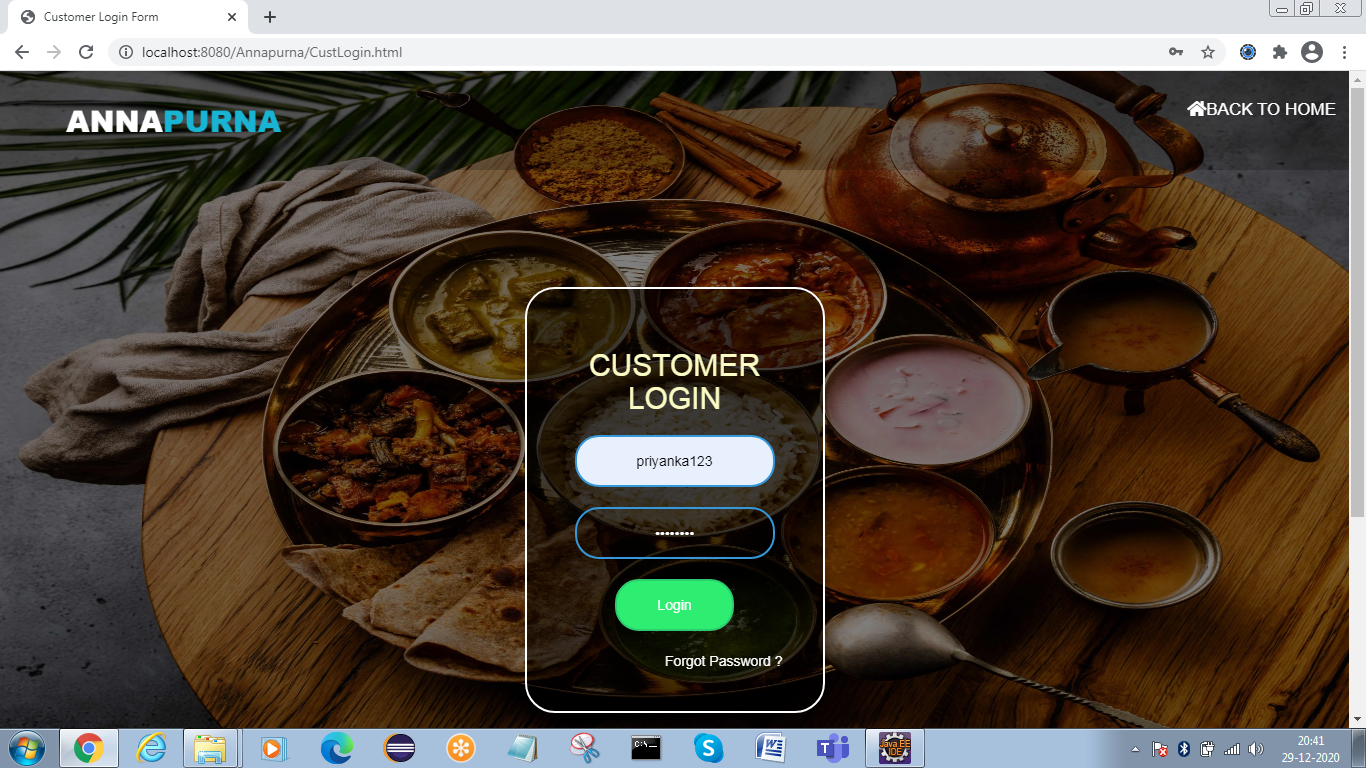 Customer Login Form
localhost:8080/Annapurna/CustLogin.html
ANNAPURNA
BACK TO HOME
CUSTOMER
LOGIN
priyanka123
••••••••
Login
Forgot Password ?
C:\.
Java EE
IDE
20:41
29-12-2020